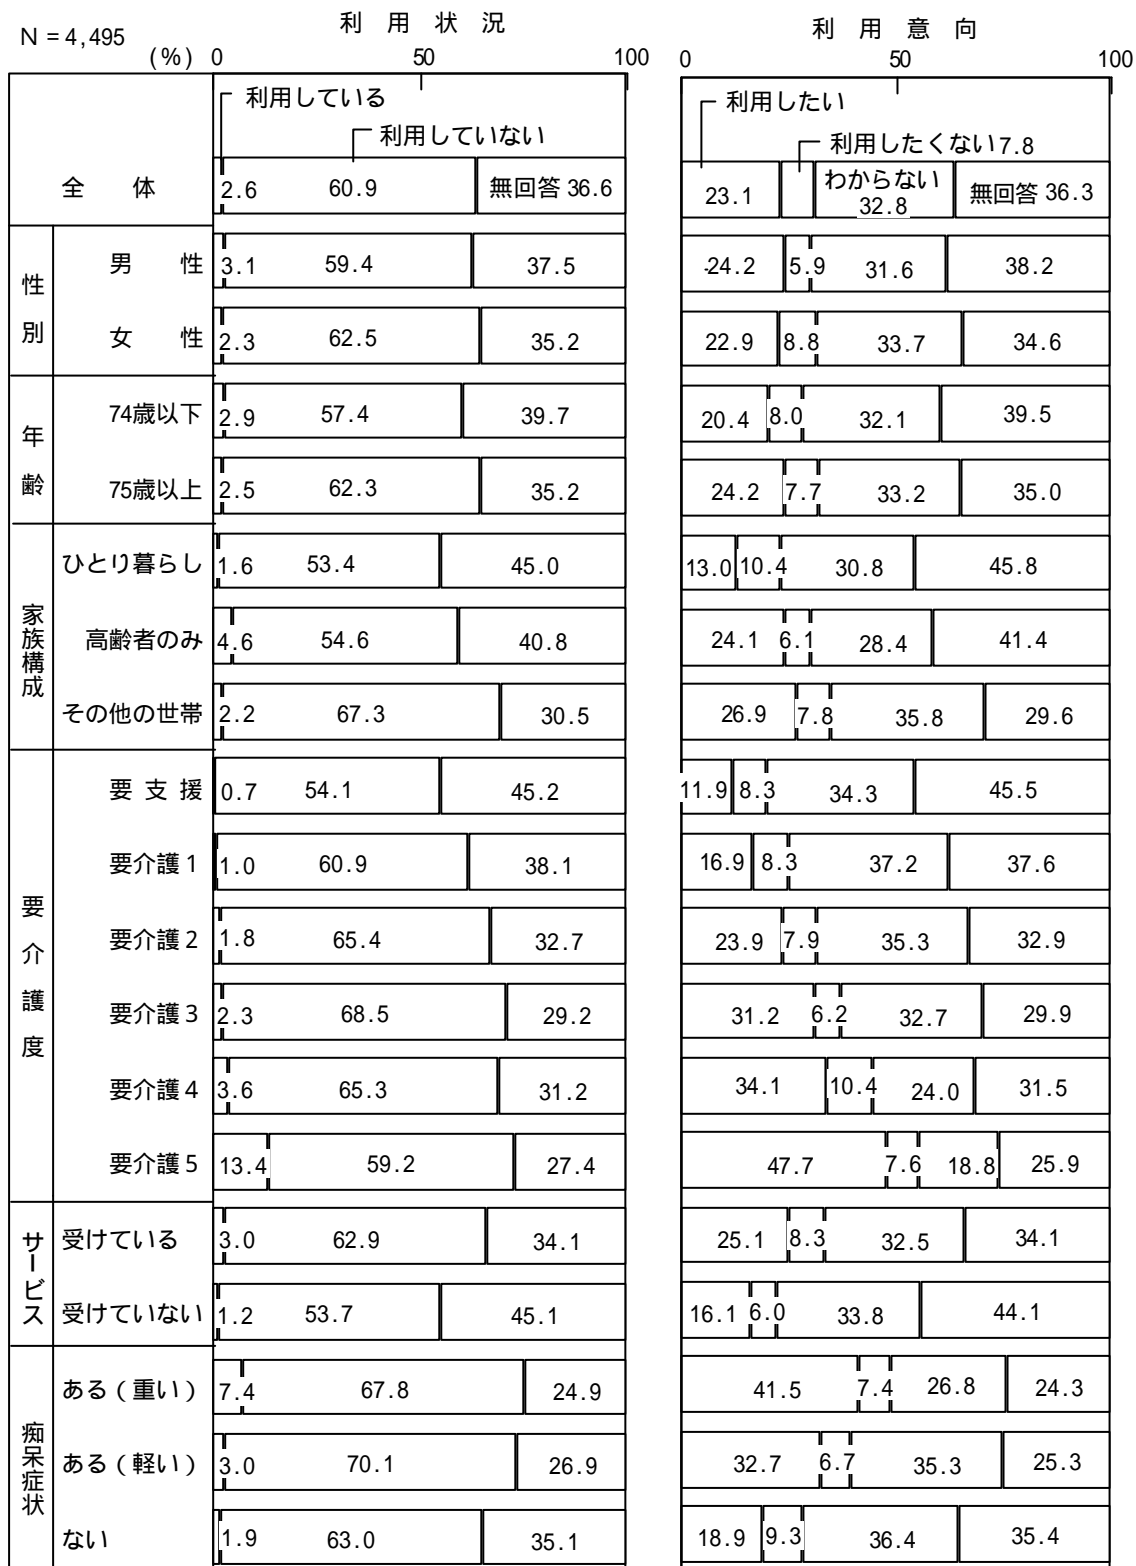 N = 4,495
利用状況
利用意向
(%) 0 50 100
0 50 100
利用している
利用していない
利用したい
利用したくない7.8
全体 2.6 60.9 無回答 36.6 23.1 わからない 32.8 無回答 36.3
性別
男性 3.1 59.4 37.5 24.2 5.9 31.6 38.2
女性 2.3 62.5 35.2 22.9 8.8 33.7 34.6
年齢
74歳以下 2.9 57.4 39.7 20.4 8.0 32.1 39.5
75歳以上 2.5 62.3 35.2 24.2 7.7 33.2 35.0
家族構成
ひとり暮らし 1.6 53.4 45.0 13.0 10.4 30.8 45.8
高齢者のみ 4.6 54.6 40.8 24.1 6.1 28.4 41.4
その他の世帯 2.2 67.3 30.5 26.9 7.8 35.8 29.6
要介護度
要支援 0.7 54.1 45.2 11.9 8.3 34.3 45.5
要介護1 1.0 60.9 38.1 16.9 8.3 37.2 37.6
要介護2 1.8 65.4 32.7 23.9 7.9 35.3 32.9
要介護3 2.3 68.5 29.2 31.2 6.2 32.7 29.9
要介護4 3.6 65.3 31.2 34.1 10.4 24.0 31.5
要介護5 13.4 59.2 27.4 47.7 7.6 18.8 25.9
サービス
受けている 3.0 62.9 34.1 25.1 8.3 32.5 34.1
受けていない 1.2 53.7 45.1 16.1 6.0 33.8 44.1
痴呆症状
ある（重い） 7.4 67.8 24.9 41.5 7.4 26.8 24.3
ある（軽い） 3.0 70.1 26.9 32.7 6.7 35.3 25.3
ない 1.9 63.0 35.1 18.9 9.3 36.4 35.4